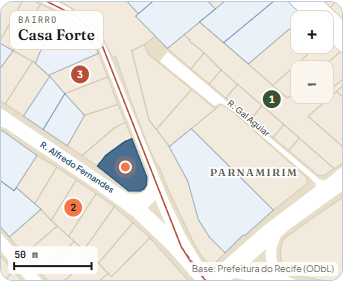 BAIRRO
Casa Forte
+
−
3
1
R. Gal Aguiar
R. Alfredo Fernandes
PARNAMIRIM
2
50 m
Base: Prefeitura do Recife (ODbL)